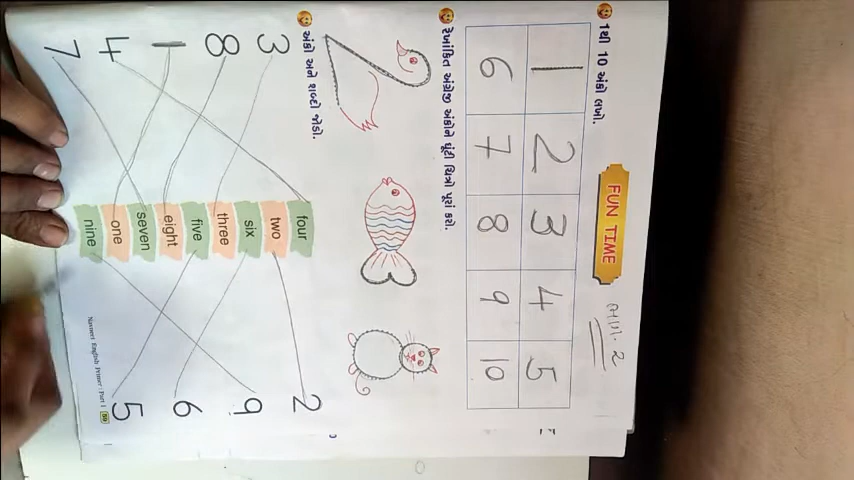 FUN TIME
ભાગ. 2
1થી 10 અંકો લખો.
1 2 3 4 5
6 7 8 9 10
રેખાંકિત અંગ્રેજી અંકોને ઘૂંટી ચિત્રો પૂરાં કરો.
અંકો અને શબ્દો જોડો.
3 four
8 two 2
1 six
4 three 9
7 five
eight 6
seven
one 5
nine
Navneet English Primer : Part 1